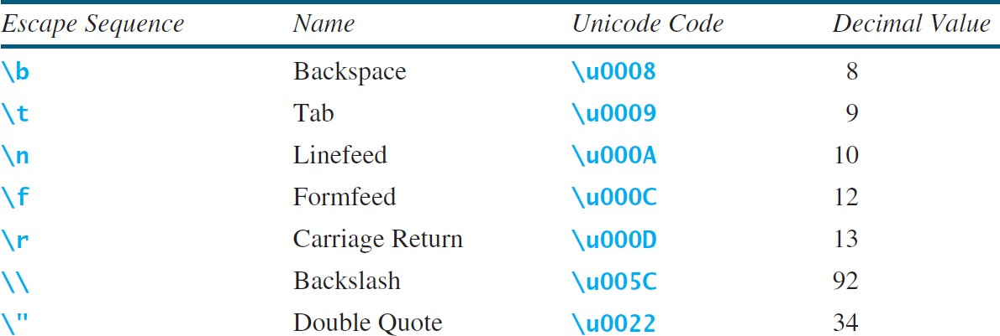 Escape Sequence Name Unicode Code Decimal Value
\b Backspace \u0008 8
\t Tab \u0009 9
\n Linefeed \u000A 10
\f Formfeed \u000C 12
\r Carriage Return \u000D 13
\\ Backslash \u005C 92
\" Double Quote \u0022 34